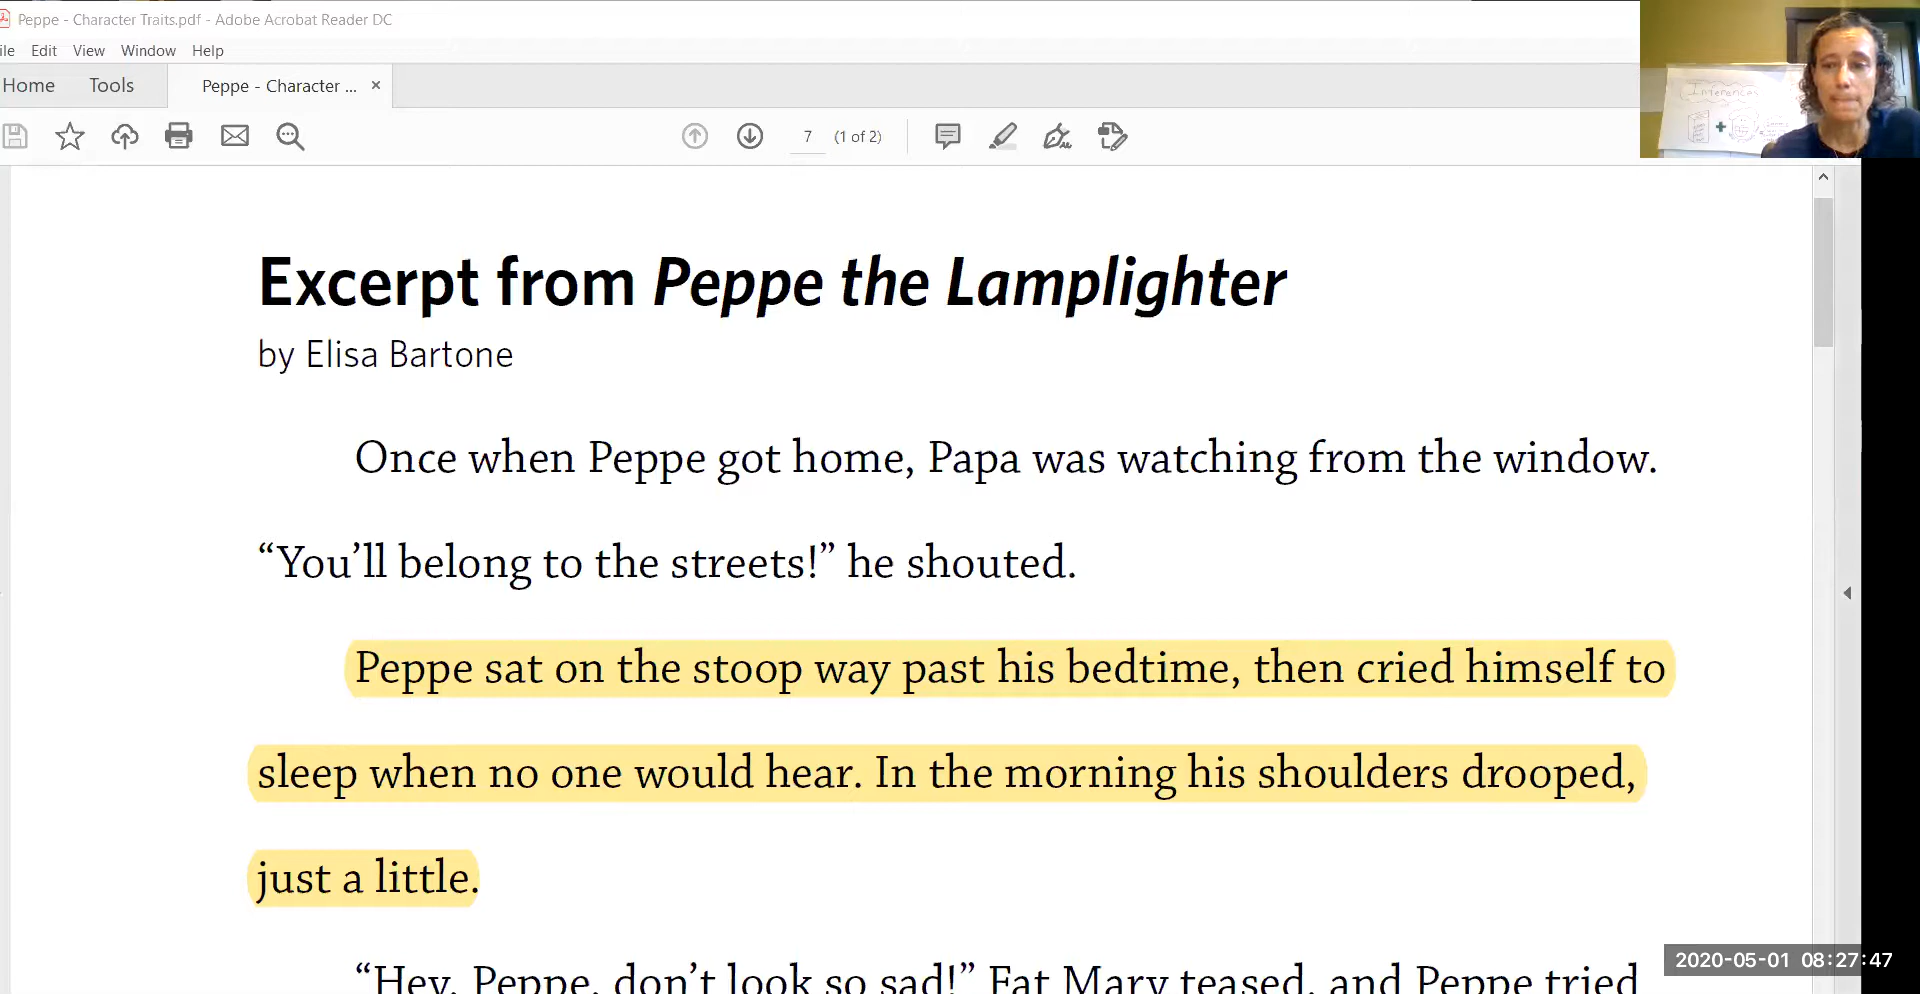 Peppe - Character Traits.pdf - Adobe Acrobat Reader DC
ile Edit View Window Help
Home Tools Peppe - Character ... ×
7 (1 of 2)
Inferences
Excerpt from Peppe the Lamplighter
by Elisa Bartone
Once when Peppe got home, Papa was watching from the window.
“You’ll belong to the streets!” he shouted.
Peppe sat on the stoop way past his bedtime, then cried himself to
sleep when no one would hear. In the morning his shoulders drooped,
just a little.
“Hey, Peppe, don’t look so sad!” Fat Mary teased, and Peppe tried
2020-05-01 08:27:47